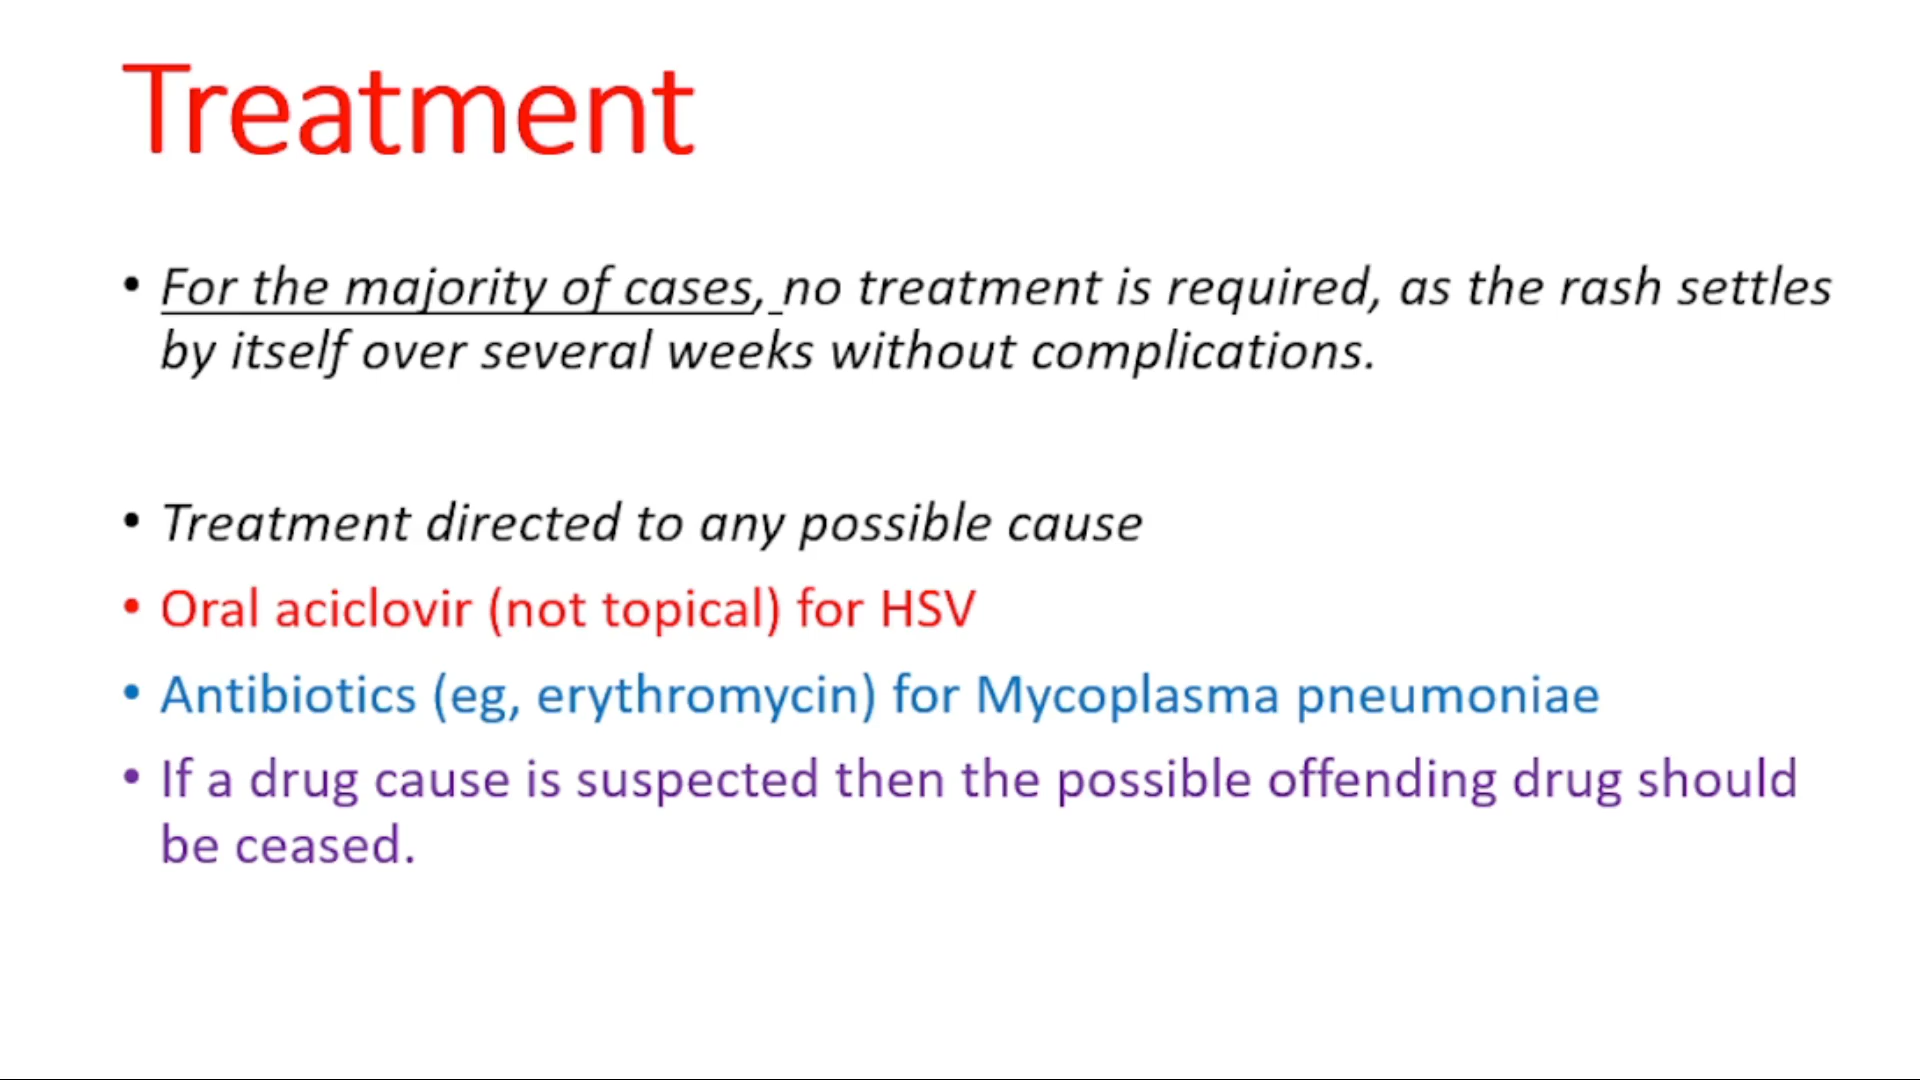 Treatment
• For the majority of cases, no treatment is required, as the rash settles
by itself over several weeks without complications.
• Treatment directed to any possible cause
• Oral aciclovir (not topical) for HSV
• Antibiotics (eg, erythromycin) for Mycoplasma pneumoniae
• If a drug cause is suspected then the possible offending drug should
be ceased.